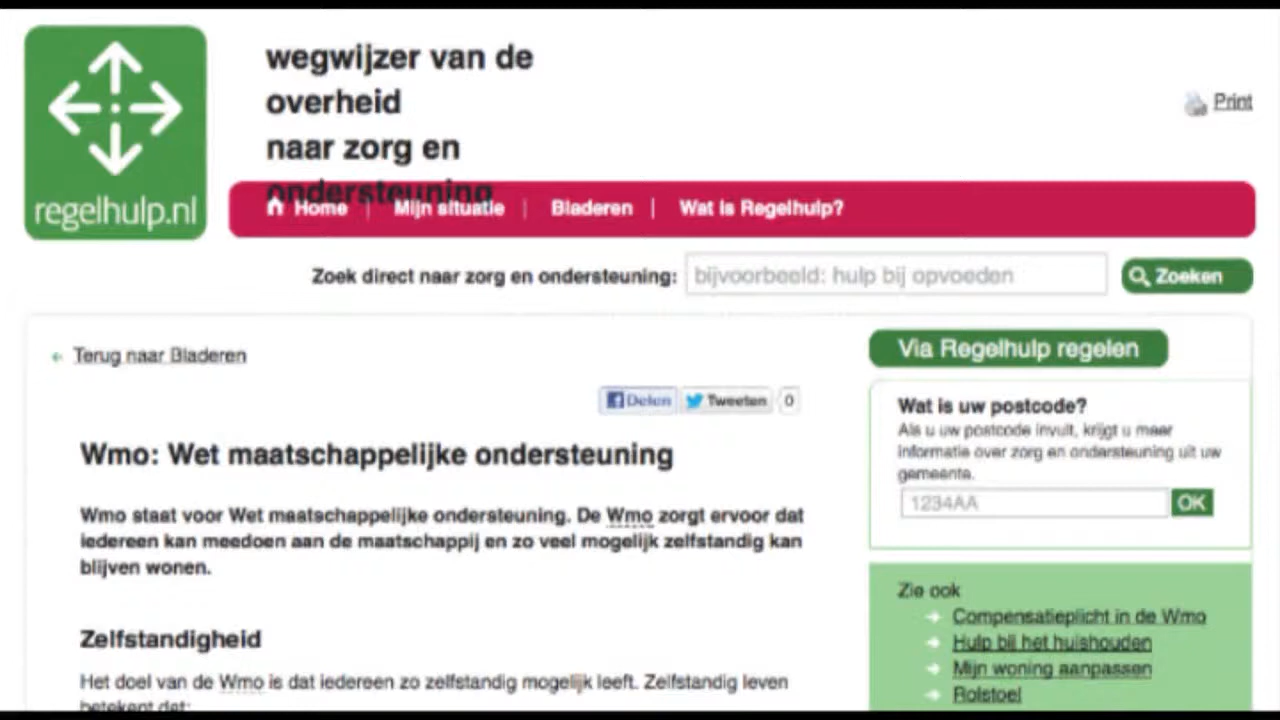 regelhulp.nl
wegwijzer van de
overheid
naar zorg en
ondersteuning
Print
Home | Mijn situatie | Bladeren | Wat is Regelhulp?
Zoek direct naar zorg en ondersteuning: bijvoorbeeld: hulp bij opvoeden Zoeken
Terug naar Bladeren
Delen Tweeten 0
Wmo: Wet maatschappelijke ondersteuning
Wmo staat voor Wet maatschappelijke ondersteuning. De Wmo zorgt ervoor dat
iedereen kan meedoen aan de maatschappij en zo veel mogelijk zelfstandig kan
blijven wonen.
Zelfstandigheid
Het doel van de Wmo is dat iedereen zo zelfstandig mogelijk leeft. Zelfstandig leven
betekent dat:
Via Regelhulp regelen
Wat is uw postcode?
Als u uw postcode invult, krijgt u meer
informatie over zorg en ondersteuning uit uw
gemeente.
1234AA OK
Zie ook
Compensatieplicht in de Wmo
Hulp bij het huishouden
Mijn woning aanpassen
Rolstoel